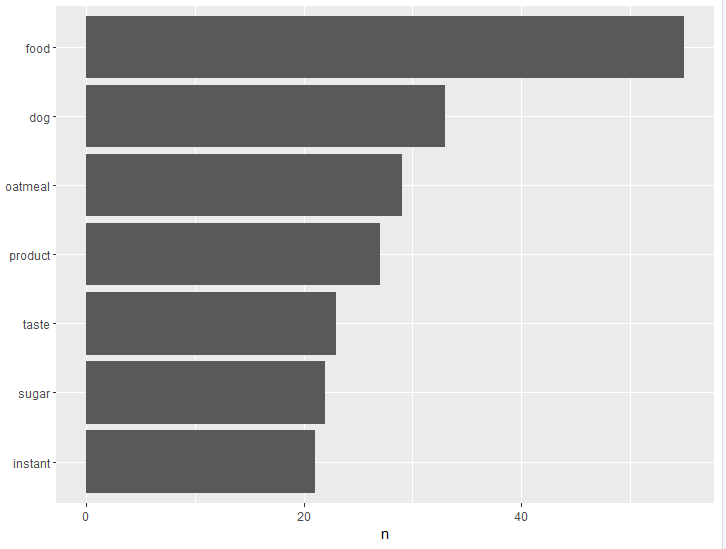 food
dog
oatmeal
product
taste
sugar
instant
0 20 40
n